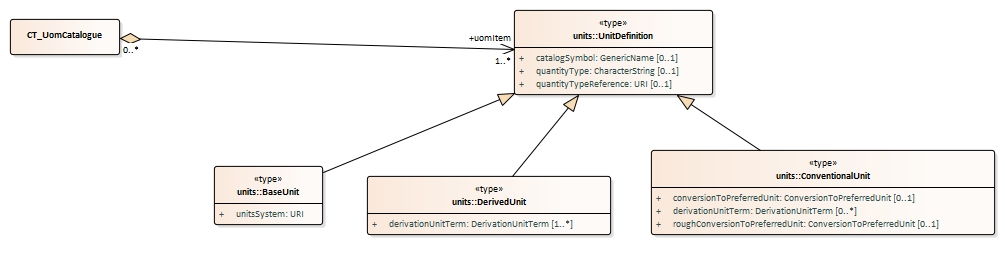 CT_UomCatalogue
0..*
+uomItem
1..*
«type»
units::UnitDefinition
+ catalogSymbol: GenericName [0..1]
+ quantityType: CharacterString [0..1]
+ quantityTypeReference: URI [0..1]
«type»
units::BaseUnit
+ unitsSystem: URI
«type»
units::DerivedUnit
+ derivationUnitTerm: DerivationUnitTerm [1..*]
«type»
units::ConventionalUnit
+ conversionToPreferredUnit: ConversionToPreferredUnit [0..1]
+ derivationUnitTerm: DerivationUnitTerm [0..*]
+ roughConversionToPreferredUnit: ConversionToPreferredUnit [0..1]